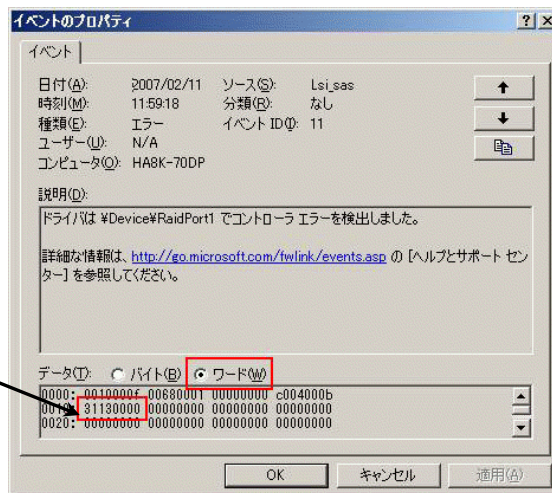 イベントのプロパティ
イベント
日付(A): 2007/02/11 ソース(S): Lsi_sas
時刻(M): 11:59:18 分類(R): なし
種類(E): エラー イベント ID(I): 11
ユーザー(U): N/A
コンピュータ(O): HA8K-70DP
説明(D):
ドライバは ¥Device¥RaidPort1 でコントローラ エラーを検出しました。
詳細な情報は、http://go.microsoft.com/fwlink/events.asp の [ヘルプとサポート セン
ター] を参照してください。
データ(T): バイト(B) ワード(W)
0000: 0010000f 00680001 00000000 c004000b
0010: 31130000 00000000 00000000 00000000
0020: 00000000 00000000 00000000 00000000
OK キャンセル 適用(A)